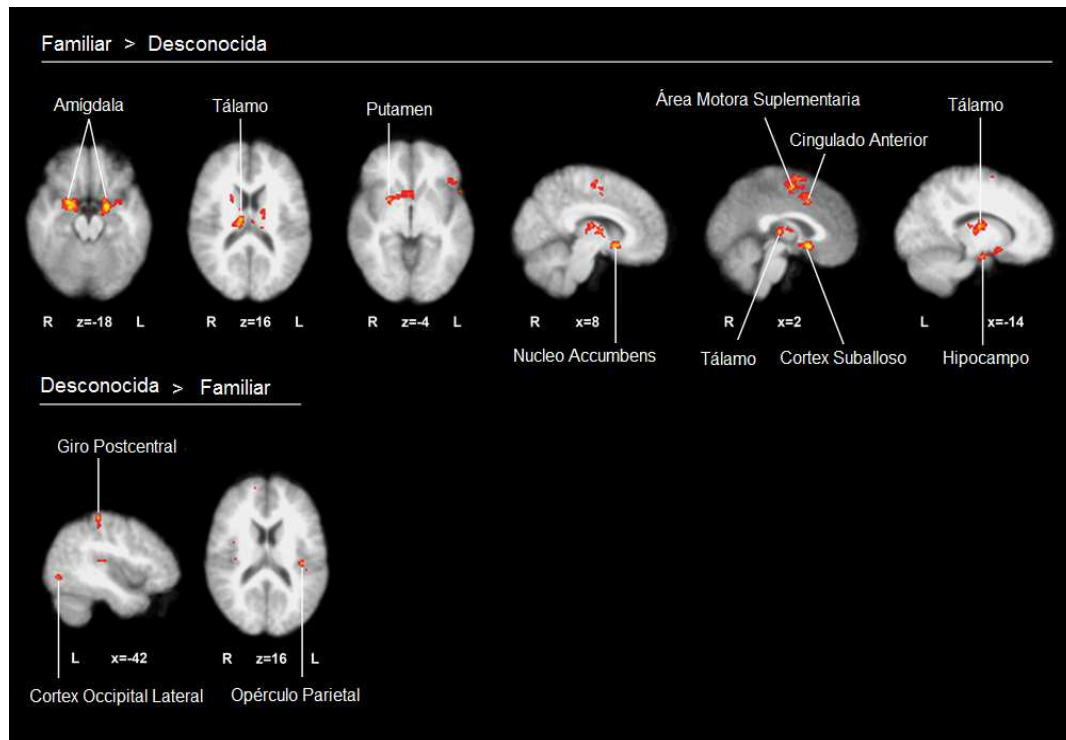 Familiar > Desconocida
Amígdala
Tálamo
Putamen
Área Motora Suplementaria
Cingulado Anterior
Tálamo
R z=-18 L
R z=16 L
R z=-4 L
R x=8
R x=2
L x=-14
Nucleo Accumbens
Tálamo
Cortex Suballoso
Hipocampo
Desconocida > Familiar
Giro Postcentral
L x=-42
R z=16 L
Cortex Occipital Lateral
Opérculo Parietal